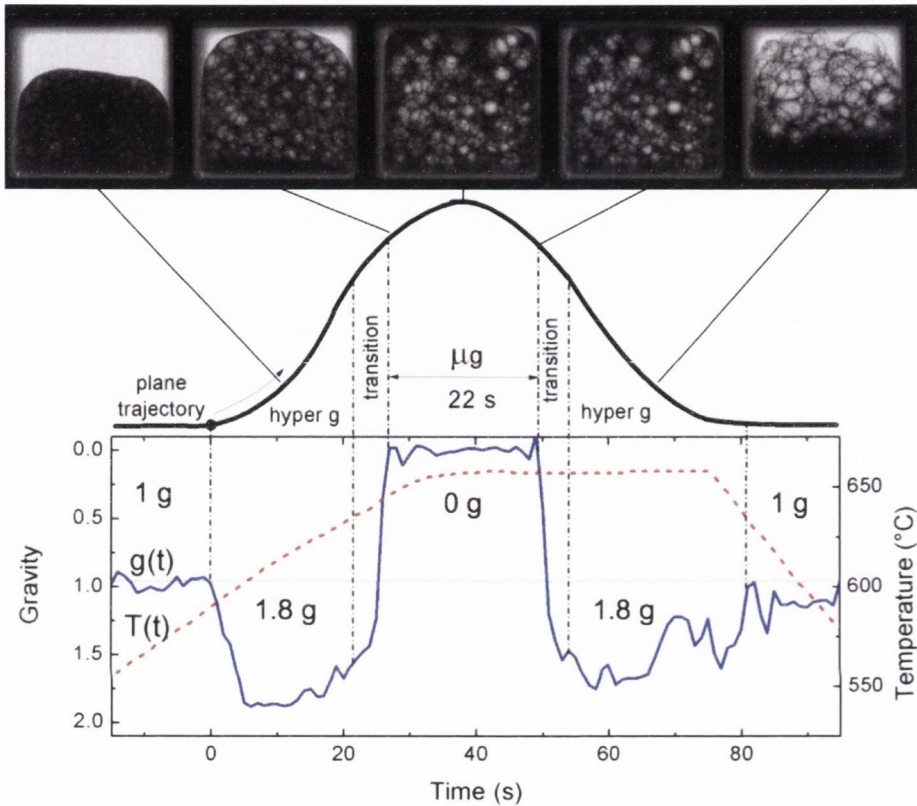 plane
trajectory
hyper g
transition
μg
22 s
transition
hyper g
0.0
0.5
1.0
1.5
2.0
Gravity
1 g
g(t)
T(t)
1.8 g
0 g
1.8 g
1 g
650
600
550
Temperature (°C)
0
20
40
60
80
Time (s)